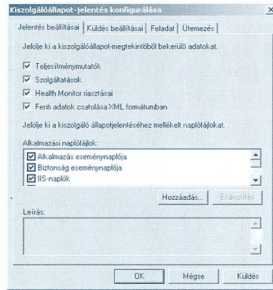 Kiszolgálóállapot-jelentés konfigurálása
Jelentés beállításai
Küldés beállításai
Feladat
Ütemezés
Jelölje ki a kiszolgálóállapot-megtekintőből bekerülő adatokat.
Teljesítménymutatók
Szolgáltatások
Health Monitor riasztásai
Fenti adatok csatolása XML formátumban
Jelölje ki a kiszolgáló állapotjelentéséhez mellékelt naplófájlokat.
Alkalmazási naplófájlok:
Alkalmazás eseménynaplója
Biztonság eseménynaplója
IIS-naplók
Hozzáadás...
Eltávolítás
Leírás:
OK
Mégse
Küldés